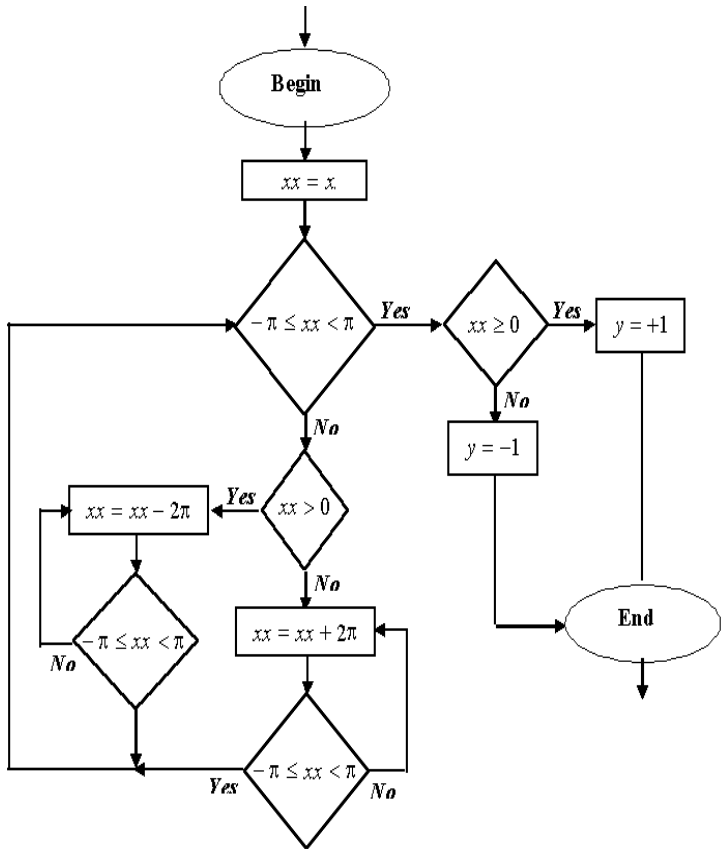 Begin
xx = x
− π ≤ xx < π
Yes
xx ≥ 0
Yes
y = +1
No
No
y = −1
Yes
xx > 0
xx = xx − 2π
No
xx = xx + 2π
End
− π ≤ xx < π
No
− π ≤ xx < π
Yes
No